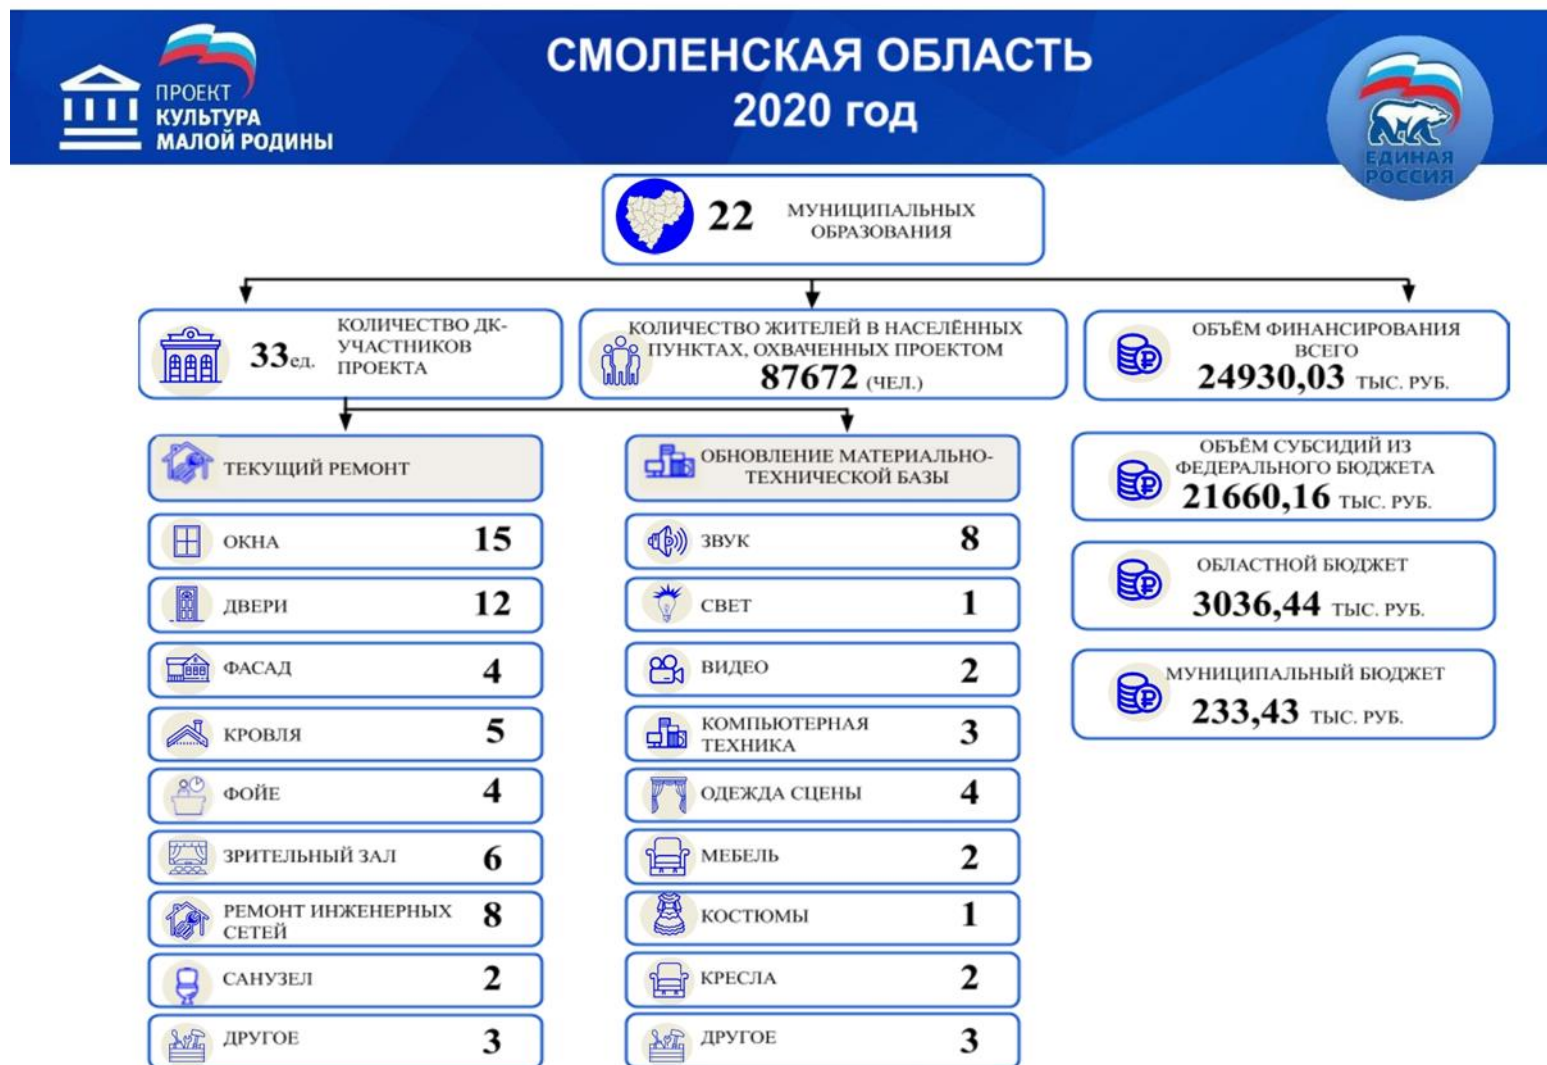 ПРОЕКТ
КУЛЬТУРА
МАЛОЙ РОДИНЫ
СМОЛЕНСКАЯ ОБЛАСТЬ
2020 год
ЕДИНАЯ
РОССИЯ
22 МУНИЦИПАЛЬНЫХ
ОБРАЗОВАНИЯ
33ед.
КОЛИЧЕСТВО ДК-
УЧАСТНИКОВ
ПРОЕКТА
КОЛИЧЕСТВО ЖИТЕЛЕЙ В НАСЕЛЁННЫХ
ПУНКТАХ, ОХВАЧЕННЫХ ПРОЕКТОМ
87672 (ЧЕЛ.)
ОБЪЁМ ФИНАНСИРОВАНИЯ
ВСЕГО
24930,03 ТЫС. РУБ.
ТЕКУЩИЙ РЕМОНТ
ОКНА 15
ДВЕРИ 12
ФАСАД 4
КРОВЛЯ 5
ФОЙЕ 4
ЗРИТЕЛЬНЫЙ ЗАЛ 6
РЕМОНТ ИНЖЕНЕРНЫХ 8
СЕТЕЙ
САНУЗЕЛ 2
ДРУГОЕ 3
ОБНОВЛЕНИЕ МАТЕРИАЛЬНО-
ТЕХНИЧЕСКОЙ БАЗЫ
ЗВУК 8
СВЕТ 1
ВИДЕО 2
КОМПЬЮТЕРНАЯ 3
ТЕХНИКА
ОДЕЖДА СЦЕНЫ 4
МЕБЕЛЬ 2
КОСТЮМЫ 1
КРЕСЛА 2
ДРУГОЕ 3
ОБЪЁМ СУБСИДИЙ ИЗ
ФЕДЕРАЛЬНОГО БЮДЖЕТА
21660,16 ТЫС. РУБ.
ОБЛАСТНОЙ БЮДЖЕТ
3036,44 ТЫС. РУБ.
МУНИЦИПАЛЬНЫЙ БЮДЖЕТ
233,43 ТЫС. РУБ.